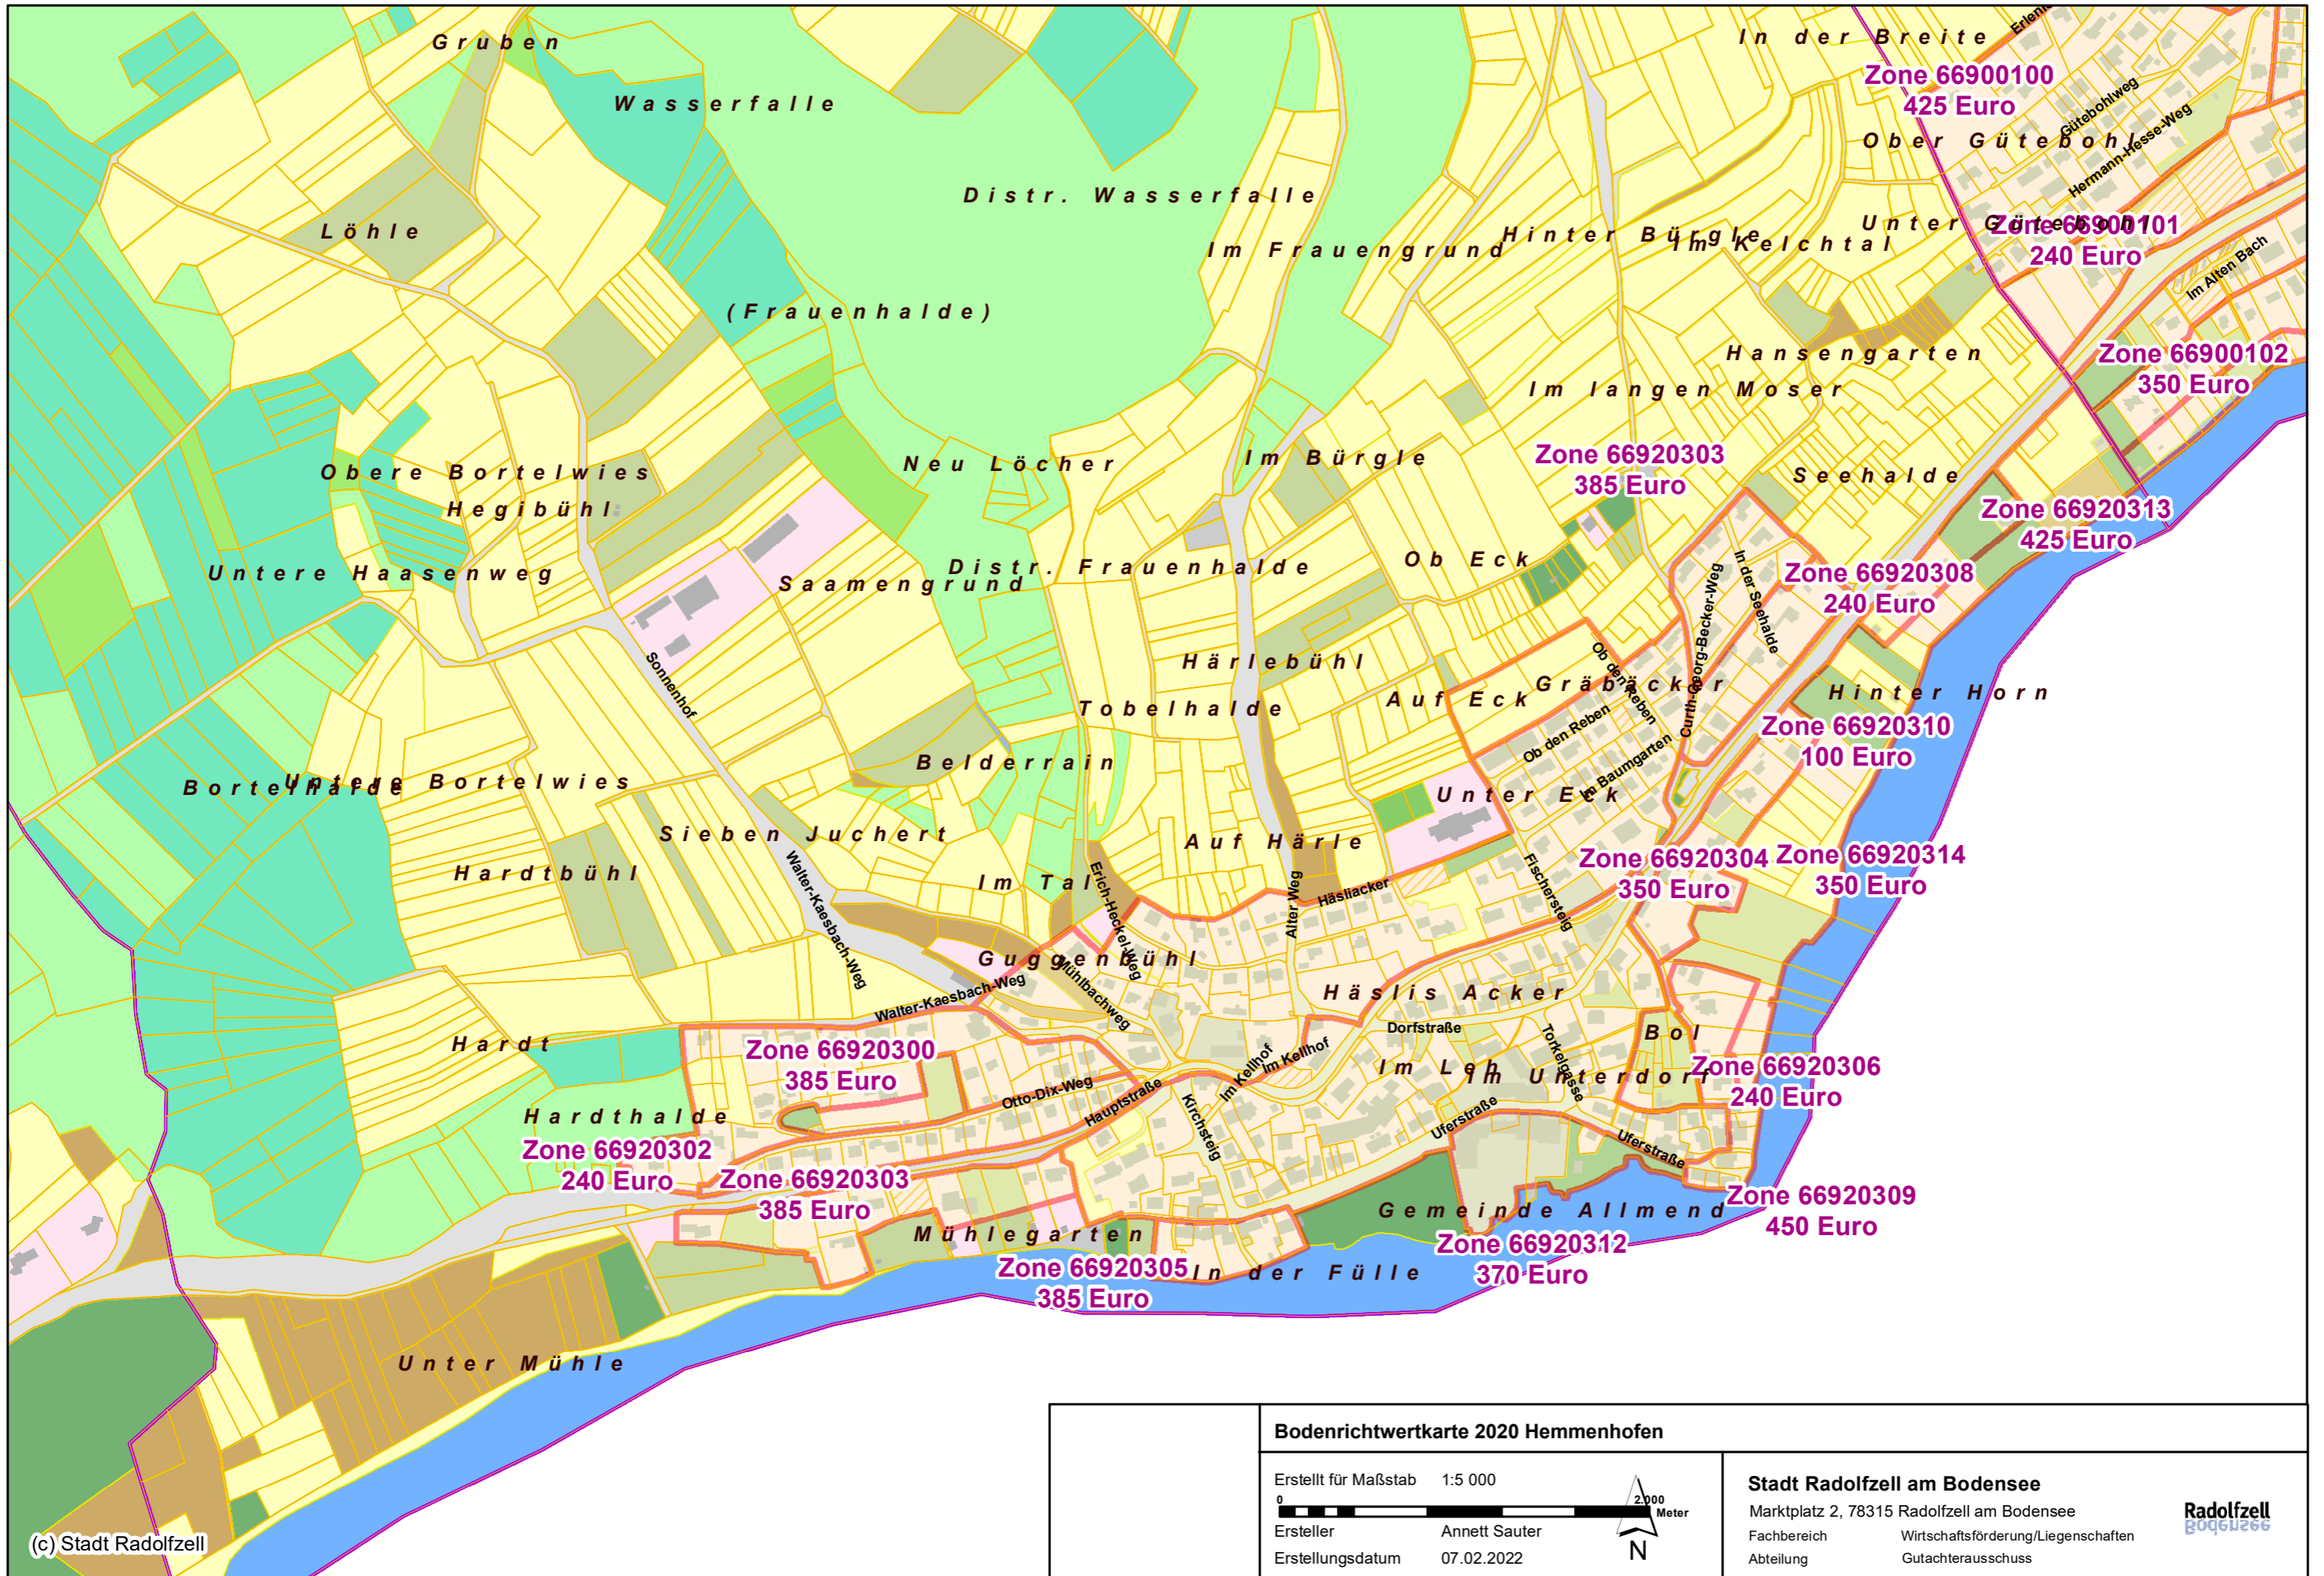 Gruben
In der Breite
Zone 66900100
425 Euro
Wasserfalle
Gütebohlweg
Hermann-Hesse-Weg
Ober Gütebohl
Distr. Wasserfalle
Löhle
Im Frauengrund
Hinter Bürgle
Im Kelchtal
Unter Gütebohl
Zone 66900101
240 Euro
Im Alten Bach
(Frauenhalde)
Hansengarten
Zone 66900102
350 Euro
Im langen Moser
Obere Bortelwies
Neu Löcher
Im Bürgle
Zone 66920303
385 Euro
Seehalde
Hegibühl
Zone 66920313
425 Euro
Untere Haasenweg
Saamengrund
Distr. Frauenhalde
Ob Eck
In der Seehalde
Zone 66920308
240 Euro
Curth-Georg-Becker-Weg
Sonnenhof
Härlebühl
Ob den Reben
Gräbäcker
Auf Eck
Hinter Horn
Tobelhalde
Ob den Reben
Zone 66920310
100 Euro
Belderrain
Im Baumgarten
Bortelhalde
Untere Bortelwies
Unter Eck
Sieben Juchert
Auf Härle
Zone 66920304
350 Euro
Zone 66920314
350 Euro
Hardtbühl
Im Tal
Walter-Kaesbach-Weg
Erich-Heckel-Weg
Alter Weg
Häsliacker
Fischersteig
Guggenbühl
Mühlbachweg
Walter-Kaesbach-Weg
Häslis Acker
Dorfstraße
Bol
Hardt
Zone 66920300
385 Euro
Im Kellhof
Im Kellhof
Im Leh
Torkelgasse
Im Unterdorf
Zone 66920306
240 Euro
Otto-Dix-Weg
Hauptstraße
Hardthalde
Kirchsteig
Uferstraße
Uferstraße
Zone 66920302
240 Euro
Zone 66920303
385 Euro
Zone 66920309
450 Euro
Gemeinde Allmend
Mühlegarten
Zone 66920312
370 Euro
Zone 66920305
385 Euro
In der Fülle
Unter Mühle
Bodenrichtwertkarte 2020 Hemmenhofen
Erstellt für Maßstab 1:5 000
0 2.000
Meter
Ersteller Annett Sauter
Erstellungsdatum 07.02.2022
N
Stadt Radolfzell am Bodensee
Marktplatz 2, 78315 Radolfzell am Bodensee
Fachbereich Wirtschaftsförderung/Liegenschaften
Abteilung Gutachterausschuss
Radolfzell
Bodensee
(c) Stadt Radolfzell